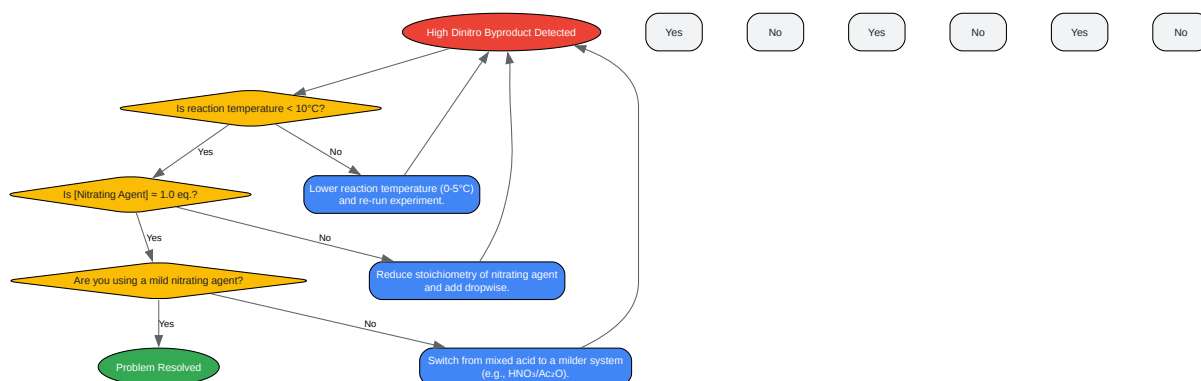 High Dinitro Byproduct Detected
Yes
No
Yes
No
Yes
No
Is reaction temperature < 10°C?
Yes
No
Lower reaction temperature (0-5°C)
and re-run experiment.
Is [Nitrating Agent] ≈ 1.0 eq.?
Yes
No
Reduce stoichiometry of nitrating agent
and add dropwise.
Are you using a mild nitrating agent?
Yes
No
Problem Resolved
Switch from mixed acid to a milder system
(e.g., HNO₃/Ac₂O).